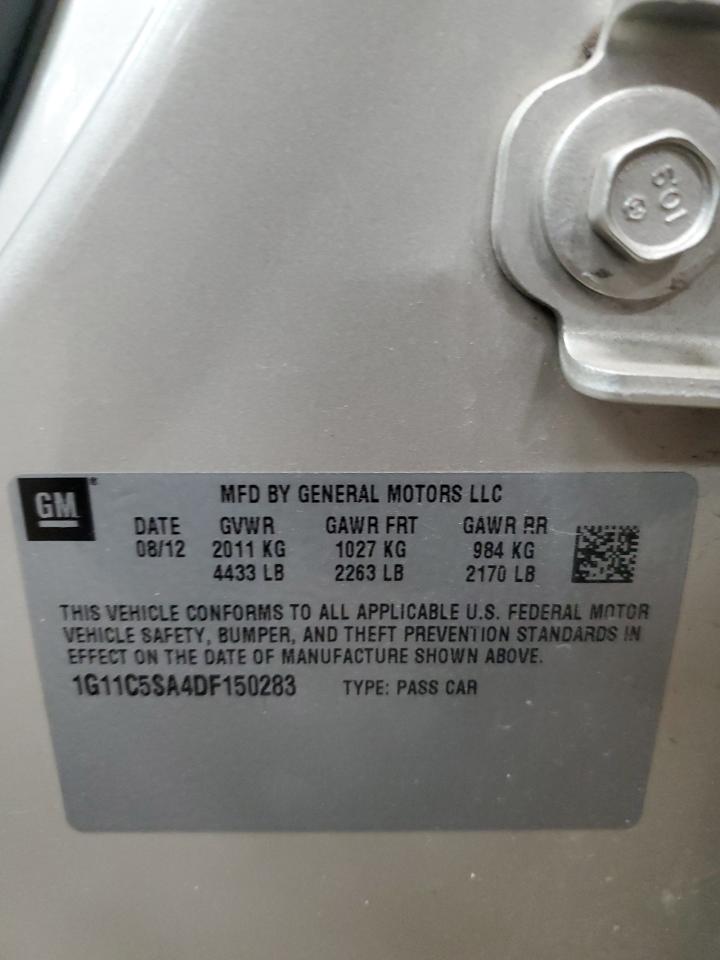 10.9
GM ®
MFD BY GENERAL MOTORS LLC
DATE GVWR GAWR FRT GAWR RR
08/12 2011 KG 1027 KG 984 KG
4433 LB 2263 LB 2170 LB
THIS VEHICLE CONFORMS TO ALL APPLICABLE U.S. FEDERAL MOTOR
VEHICLE SAFETY, BUMPER, AND THEFT PREVENTION STANDARDS IN
EFFECT ON THE DATE OF MANUFACTURE SHOWN ABOVE.
1G11C5SA4DF150283 TYPE: PASS CAR